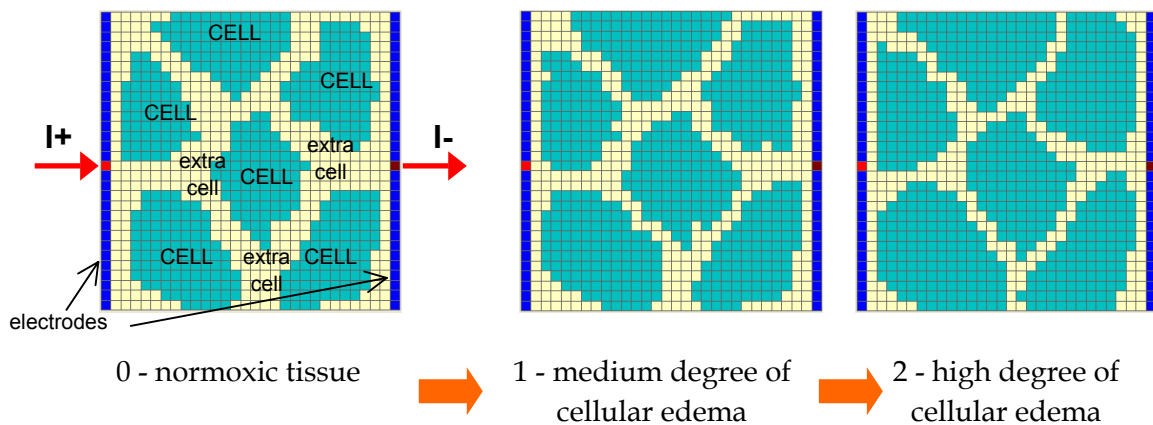 CELL
CELL
CELL
I+
I-
extra
cell
extra
cell
CELL
CELL
extra
cell
CELL
electrodes
0 - normoxic tissue
1 - medium degree of
cellular edema
2 - high degree of
cellular edema